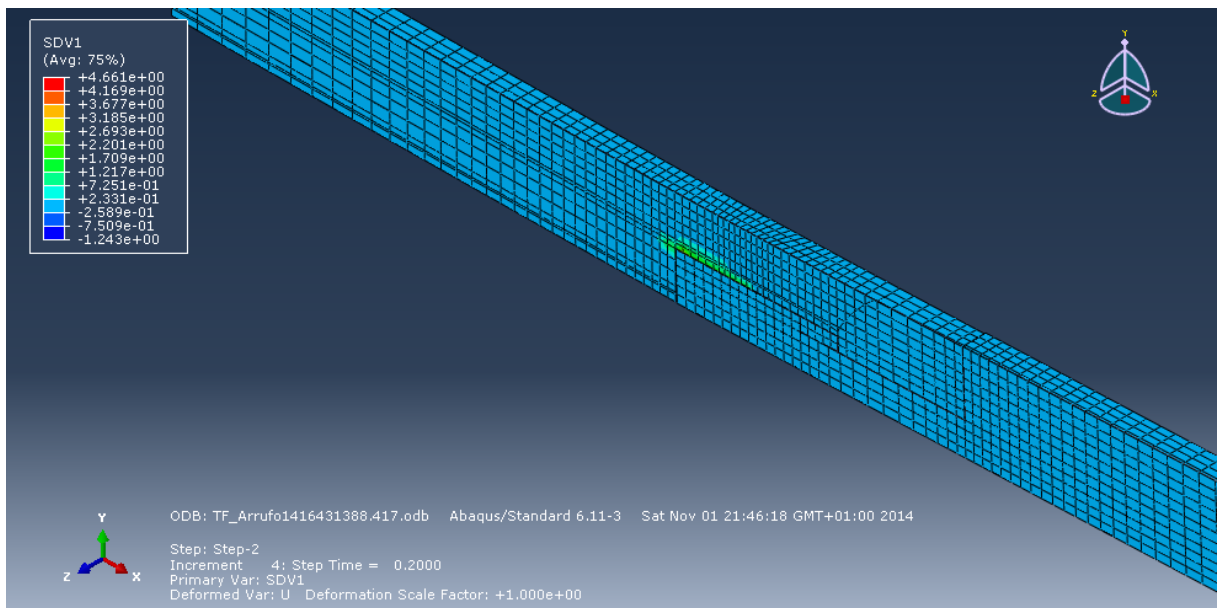 SDV1
(Avg: 75%)
+4.661e+00
+4.169e+00
+3.677e+00
+3.185e+00
+2.693e+00
+2.201e+00
+1.709e+00
+1.217e+00
+7.251e-01
+2.331e-01
-2.589e-01
-7.509e-01
-1.243e+00
Y
Z X
ODB: TF_Arrufo1416431388.417.odb Abaqus/Standard 6.11-3 Sat Nov 01 21:46:18 GMT+01:00 2014
Y
Z X
Step: Step-2
Increment 4: Step Time = 0.2000
Primary Var: SDV1
Deformed Var: U Deformation Scale Factor: +1.000e+00